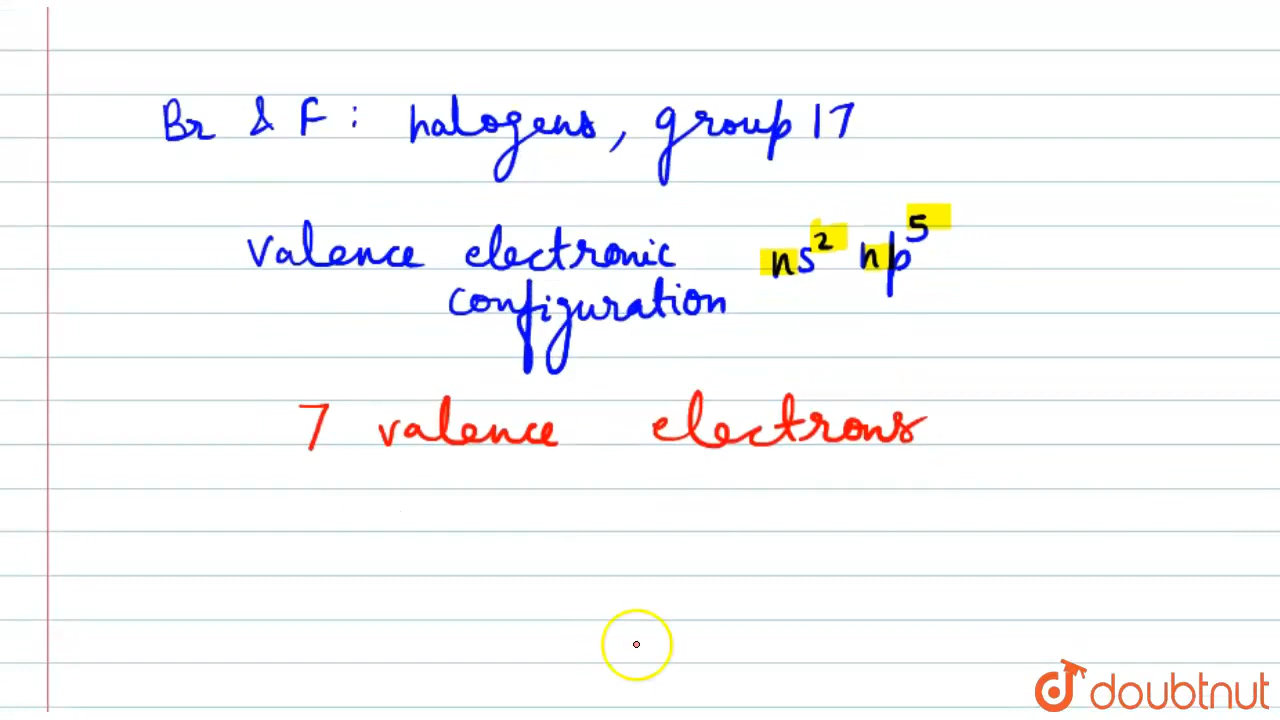 Br & F : halogens, group 17
Valence electronic ns² np⁵
configuration
7 valence electrons
doubtnut